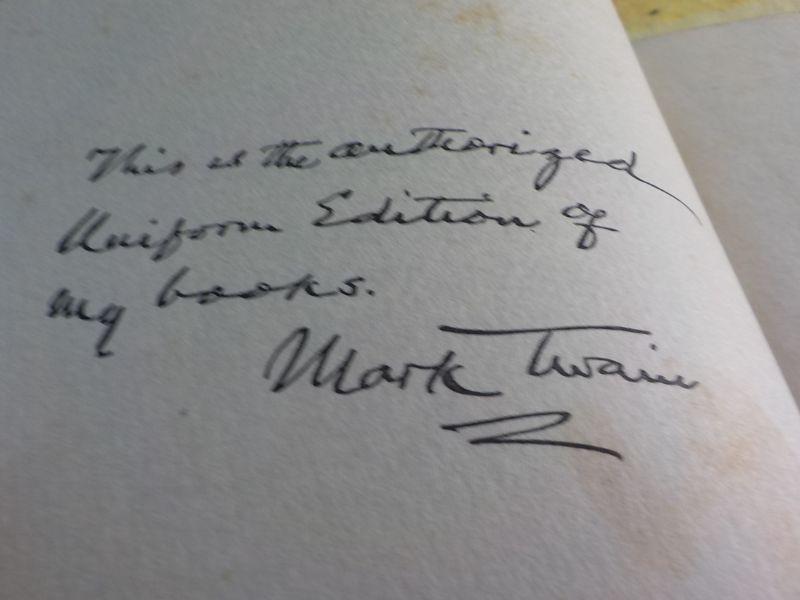 This is the authorized
Uniform Edition of
my books.
Mark Twain